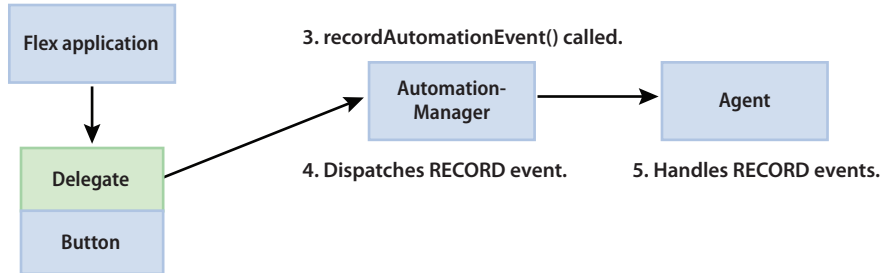 Flex application
3. recordAutomationEvent() called.
Automation-
Manager
Agent
4. Dispatches RECORD event.
5. Handles RECORD events.
Delegate
Button